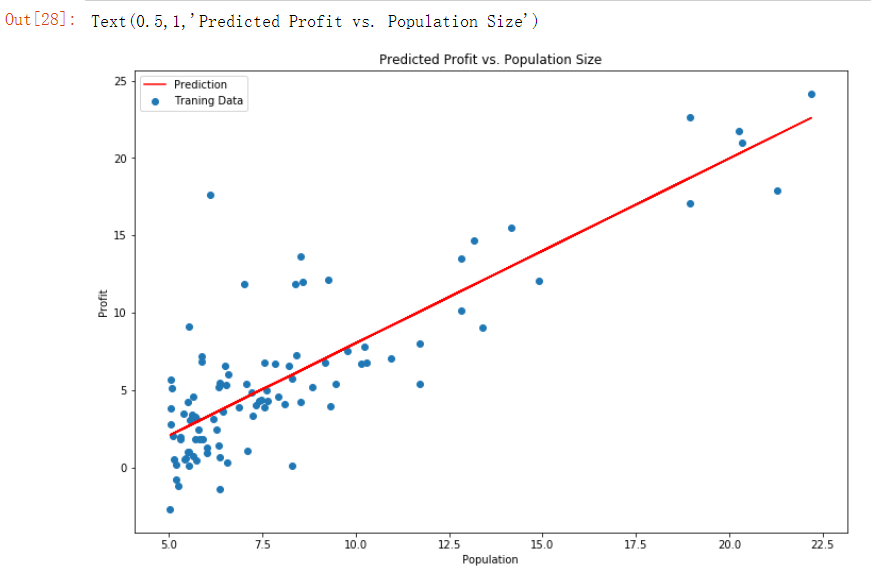 Out[28]: Text(0.5,1,'Predicted Profit vs. Population Size')
Predicted Profit vs. Population Size
Prediction
Traning Data
25
20
15
10
5
0
Profit
5.0 7.5 10.0 12.5 15.0 17.5 20.0 22.5
Population